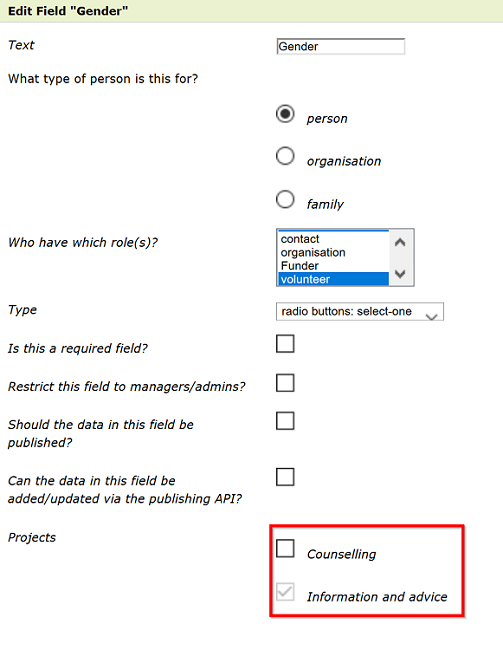 Edit Field "Gender"
Text
Gender
What type of person is this for?
person
organisation
family
Who have which role(s)?
contact
organisation
Funder
volunteer
Type
radio buttons: select-one
Is this a required field?
Restrict this field to managers/admins?
Should the data in this field be
published?
Can the data in this field be
added/updated via the publishing API?
Projects
Counselling
Information and advice